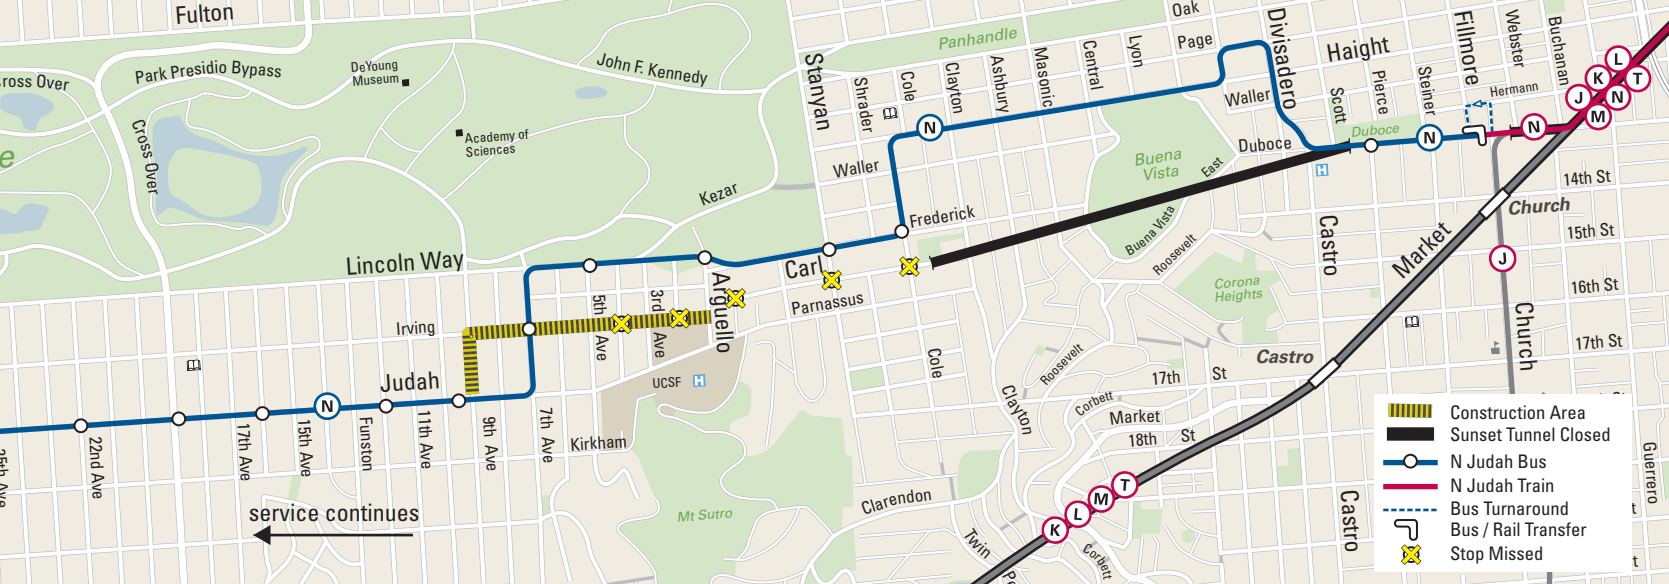 Fulton
Park Presidio Bypass
Cross Over
DeYoung
Museum
John F. Kennedy
Academy of
Sciences
Kezar
Lincoln Way
Stanyan
Panhandle
Oak
Page
Haight
Divisadero
Fillmore
Webster
Buchanan
Hermann
Shrader
Cole
Clayton
Ashbury
Masonic
Central
Lyon
Waller
Scott
Pierce
Steiner
Waller
Duboce
Duboce
Buena
Vista
East
Buena Vista
Roosevelt
Frederick
Carl
Parnassus
Arguello
5th Ave
3rd Ave
Irving
Judah
UCSF
H
H
Kirkham
22nd Ave
17th Ave
15th Ave
Funston
11th Ave
9th Ave
7th Ave
N
N
N
N
L
K
T
J
N
M
J
K
L
M
T
14th St
Church
15th St
16th St
17th St
Church
Market
Castro
Castro
Castro
Corona
Heights
Roosevelt
17th St
Corbett
Market
18th St
Clayton
Cole
Clarendon
Twin
Corbett
Mt Sutro
Guerrero
service continues
Construction Area
Sunset Tunnel Closed
N Judah Bus
N Judah Train
Bus Turnaround
Bus / Rail Transfer
Stop Missed